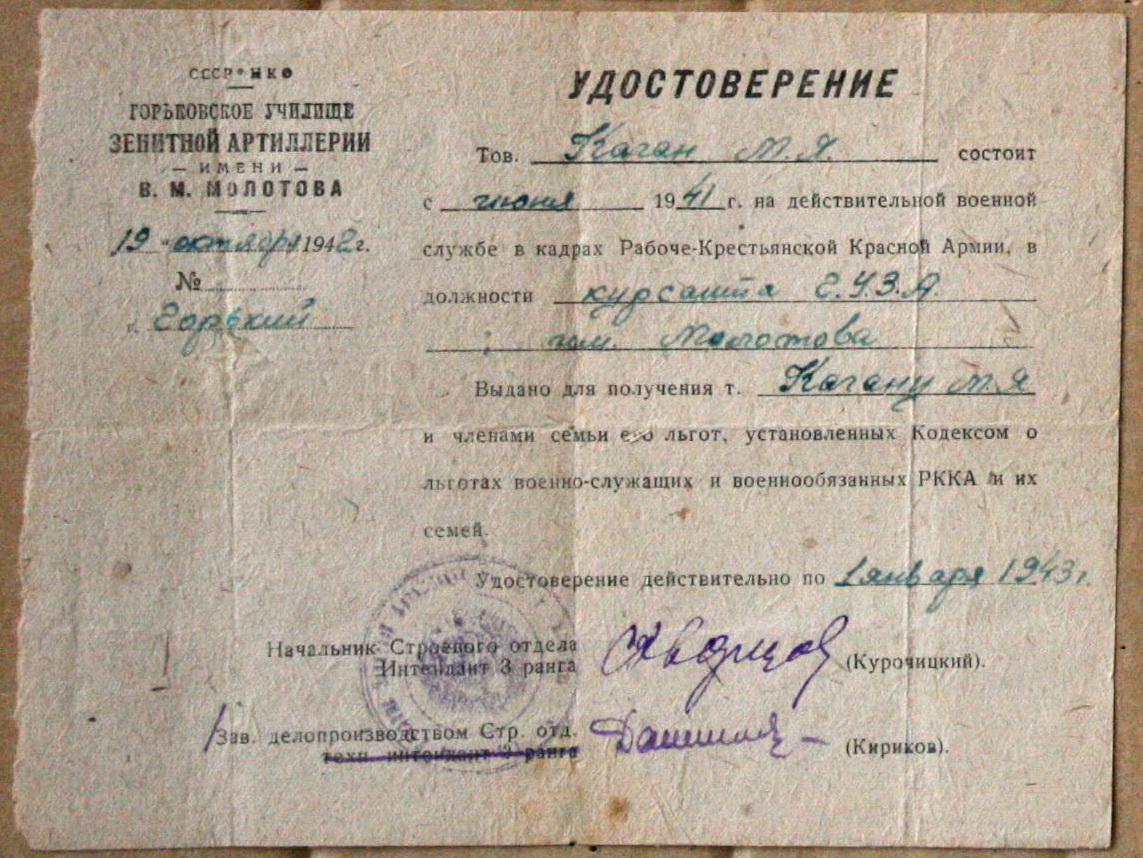 СССР НКО
ГОРЬКОВСКОЕ УЧИЛИЩЕ
ЗЕНИТНОЙ АРТИЛЛЕРИИ
— ИМЕНИ —
В. М. МОЛОТОВА
19 октября 1942г.
№
г. Горький
УДОСТОВЕРЕНИЕ
Тов. Каган М. Я. состоит
с июня 1941 г. на действительной военной
службе в кадрах Рабоче-Крестьянской Красной Армии, в
должности курсанта Г.У.З.А.
им. Молотова
Выдано для получения т. Кагану М.Я
и членами семьи его льгот, установленных Кодексом о
льготах военно-служащих и военнообязанных РККА и их
семей.
Удостоверение действительно по 1 января 1943г.
Начальник Строевого отдела
Интендант 3 ранга
(Курочицкий).
Зав. делопроизводством Стр. отд.
техн. интендант 3 ранга
(Кириков).